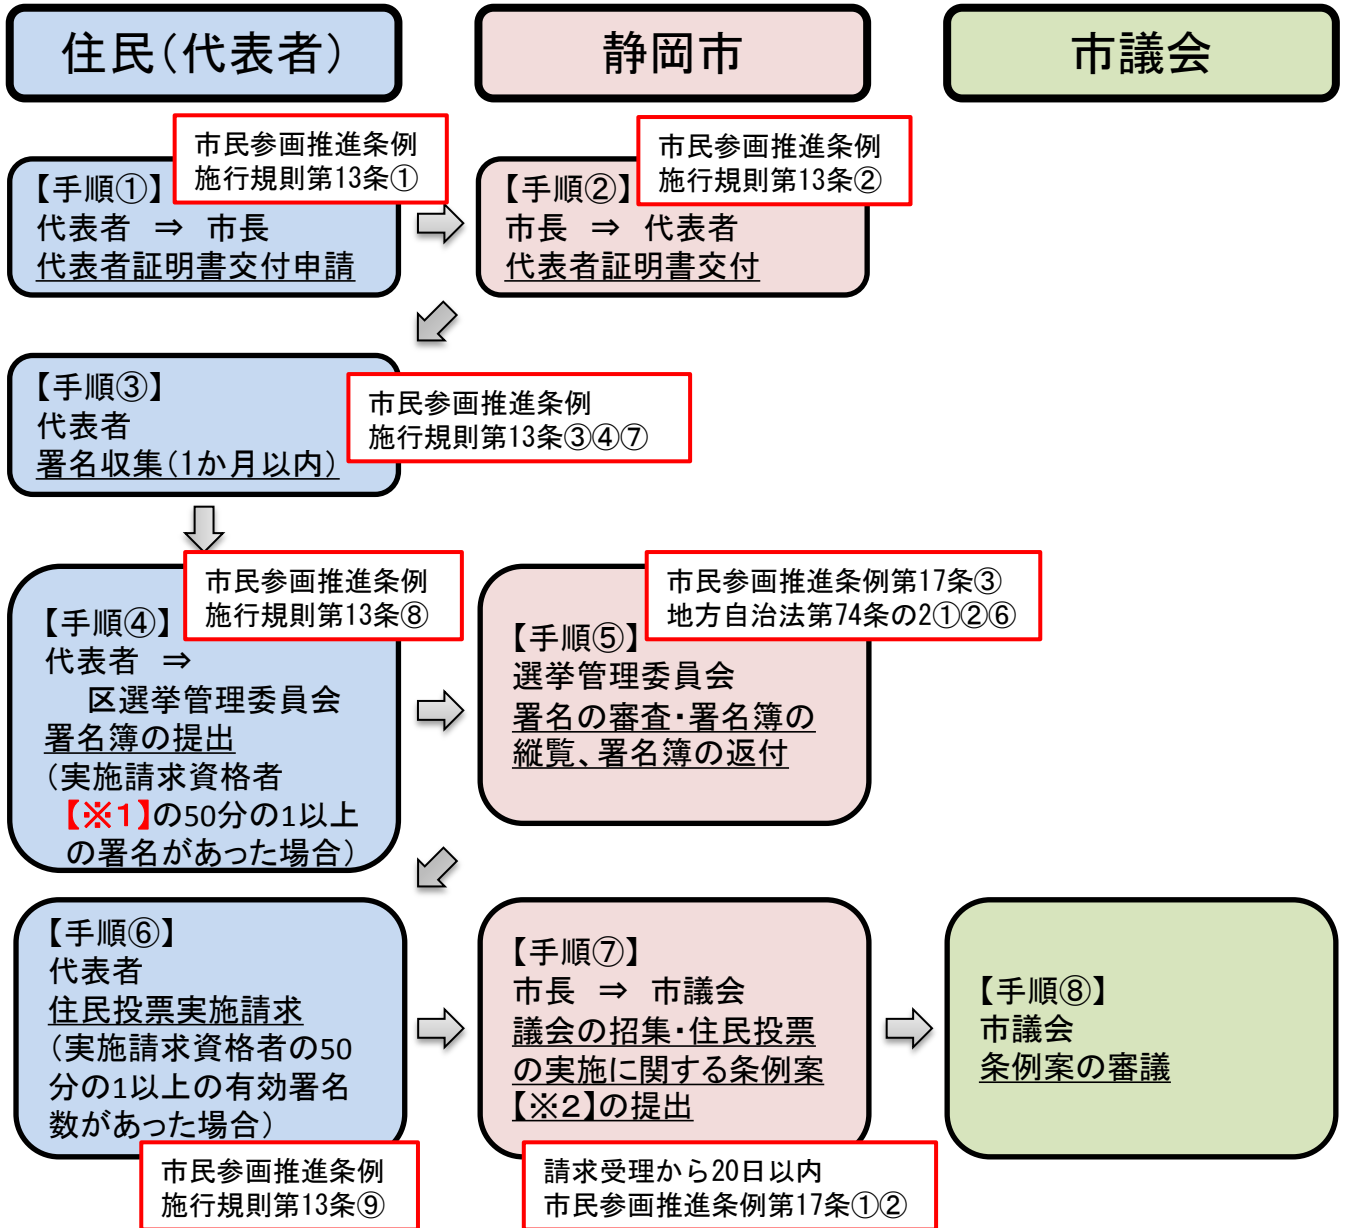 住民(代表者)
静岡市
市議会
市民参画推進条例
施行規則第13条①
【手順①】
代表者 ⇒ 市長
代表者証明書交付申請
市民参画推進条例
施行規則第13条②
【手順②】
市長 ⇒ 代表者
代表者証明書交付
【手順③】
代表者
署名収集(1か月以内)
市民参画推進条例
施行規則第13条③④⑦
市民参画推進条例
施行規則第13条⑧
【手順④】
代表者 ⇒
区選挙管理委員会
署名簿の提出
(実施請求資格者
【※1】の50分の1以上
の署名があった場合)
市民参画推進条例第17条③
地方自治法第74条の2①②⑥
【手順⑤】
選挙管理委員会
署名の審査・署名簿の
縦覧、署名簿の返付
【手順⑥】
代表者
住民投票実施請求
(実施請求資格者の50
分の1以上の有効署名
数があった場合)
市民参画推進条例
施行規則第13条⑨
【手順⑦】
市長 ⇒ 市議会
議会の招集・住民投票
の実施に関する条例案
【※2】の提出
請求受理から20日以内
市民参画推進条例第17条①②
【手順⑧】
市議会
条例案の審議